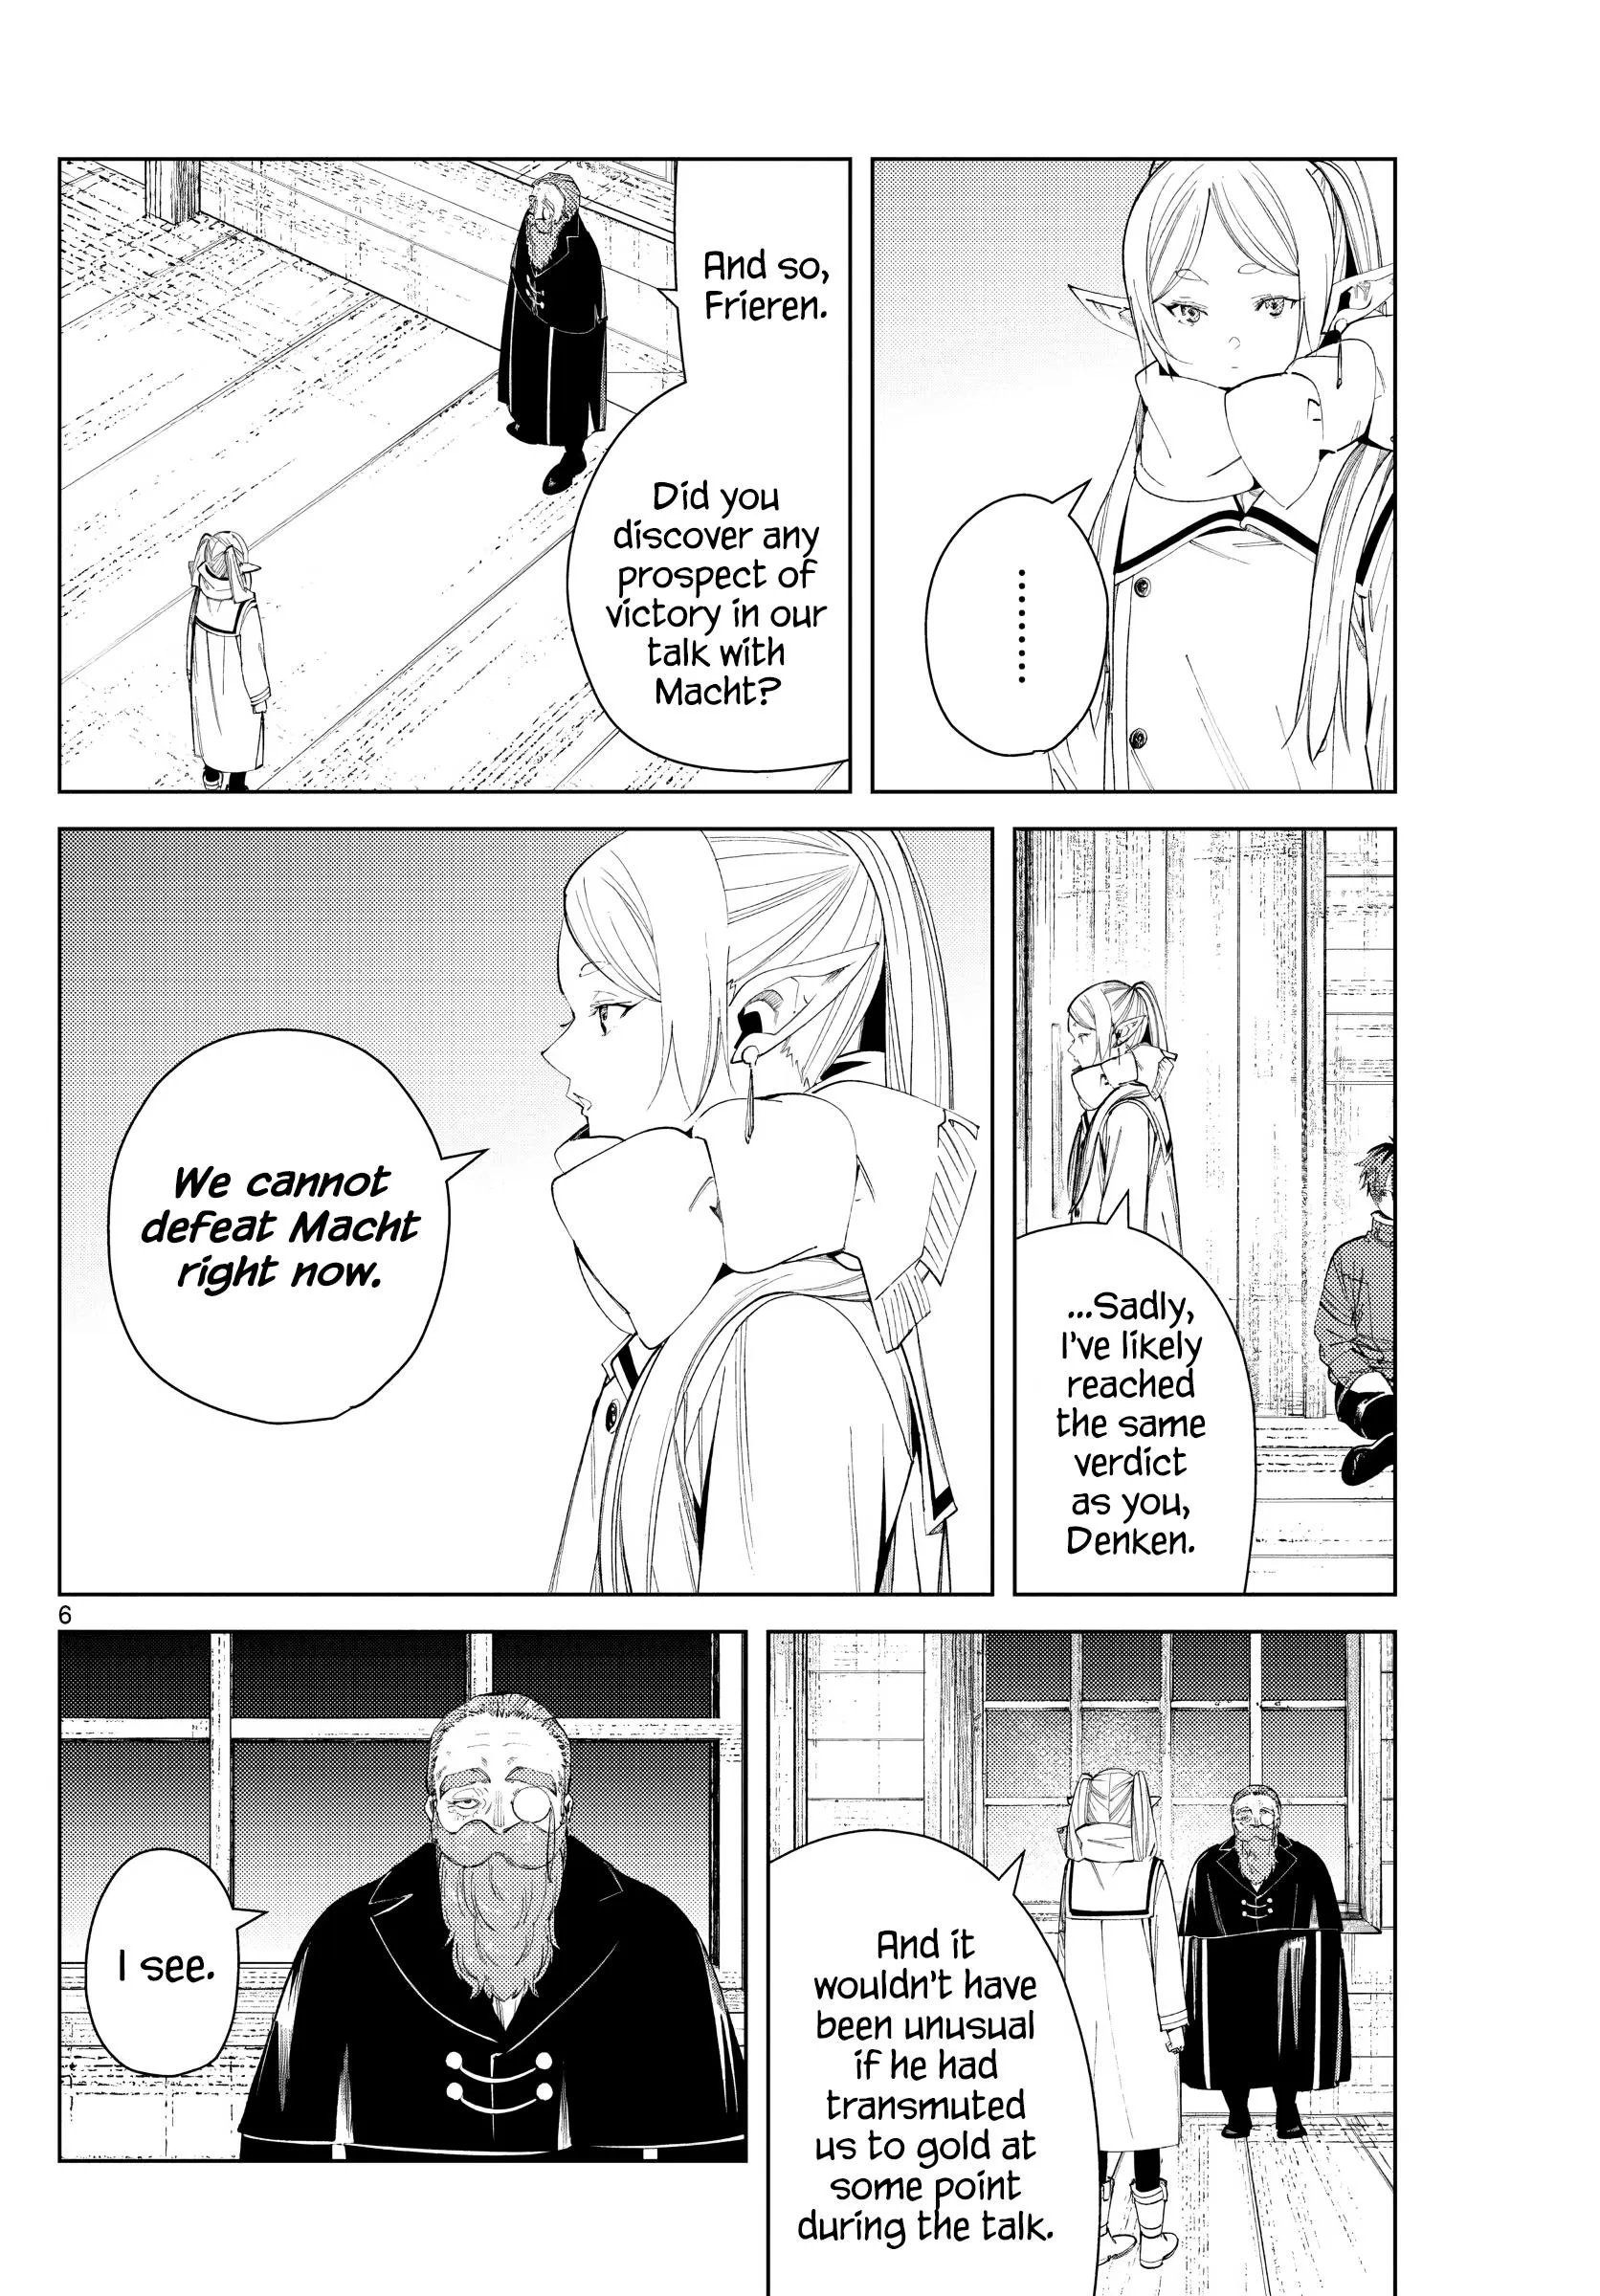 ........
And so,
Frieren.
Did you
discover any
prospect of
victory in our
talk with
Macht?
...Sadly,
I've likely
reached
the same
verdict
as you,
Denken.
We cannot
defeat Macht
right now.
6
And it
wouldn't have
been unusual
if he had
transmuted
us to gold at
some point
during the talk.
I see.